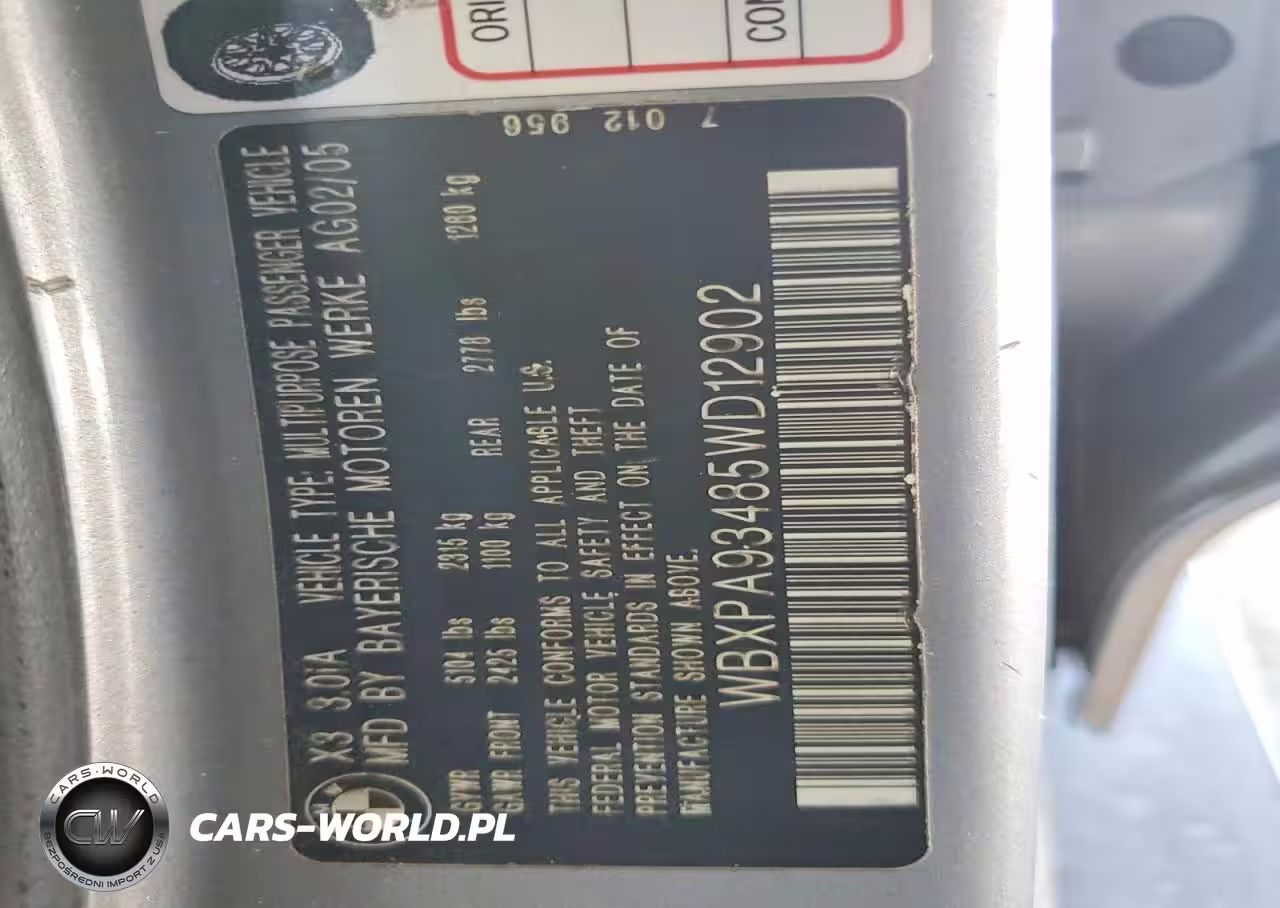 ORI
CON
7 012 956
X3 3.0IA VEHICLE TYPE: MULTIPURPOSE PASSENGER VEHICLE
MFD BY BAYERISCHE MOTOREN WERKE AG02/05
GVWR 5104 lbs 2315 kg
GAWR FRONT 2425 lbs 1100 kg REAR 2778 lbs 1260 kg
THIS VEHICLE CONFORMS TO ALL APPLICABLE U.S.
FEDERAL MOTOR VEHICLE SAFETY AND THEFT
PREVENTION STANDARDS IN EFFECT ON THE DATE OF
MANUFACTURE SHOWN ABOVE.
WBXPA93485WD12902
CARS-WORLD
CW
BEZPOŚREDNI IMPORT Z USA
CARS-WORLD.PL